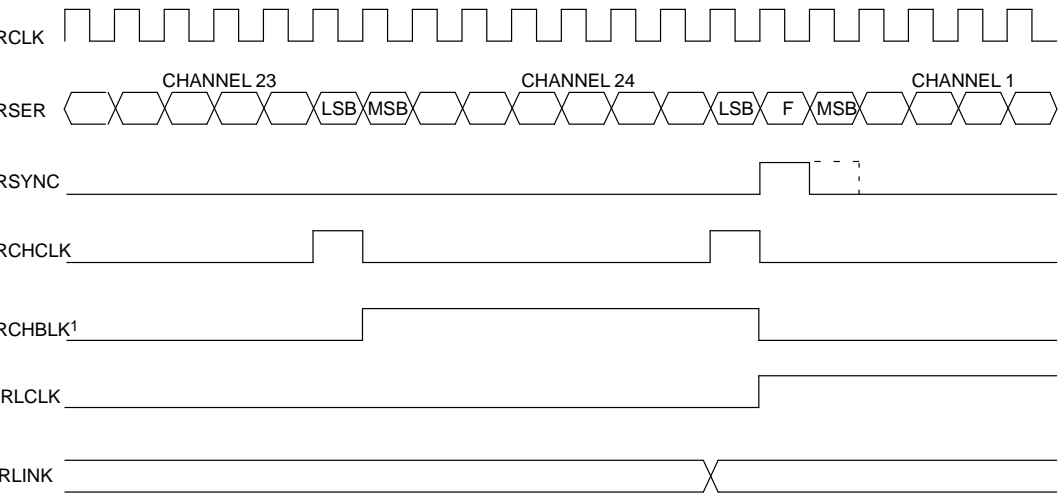 RCLK
CHANNEL 23 CHANNEL 24 CHANNEL 1
RSER LSB MSB LSB F MSB
RSYNC
RCHCLK
RCHBLK1
RLCLK
RLINK